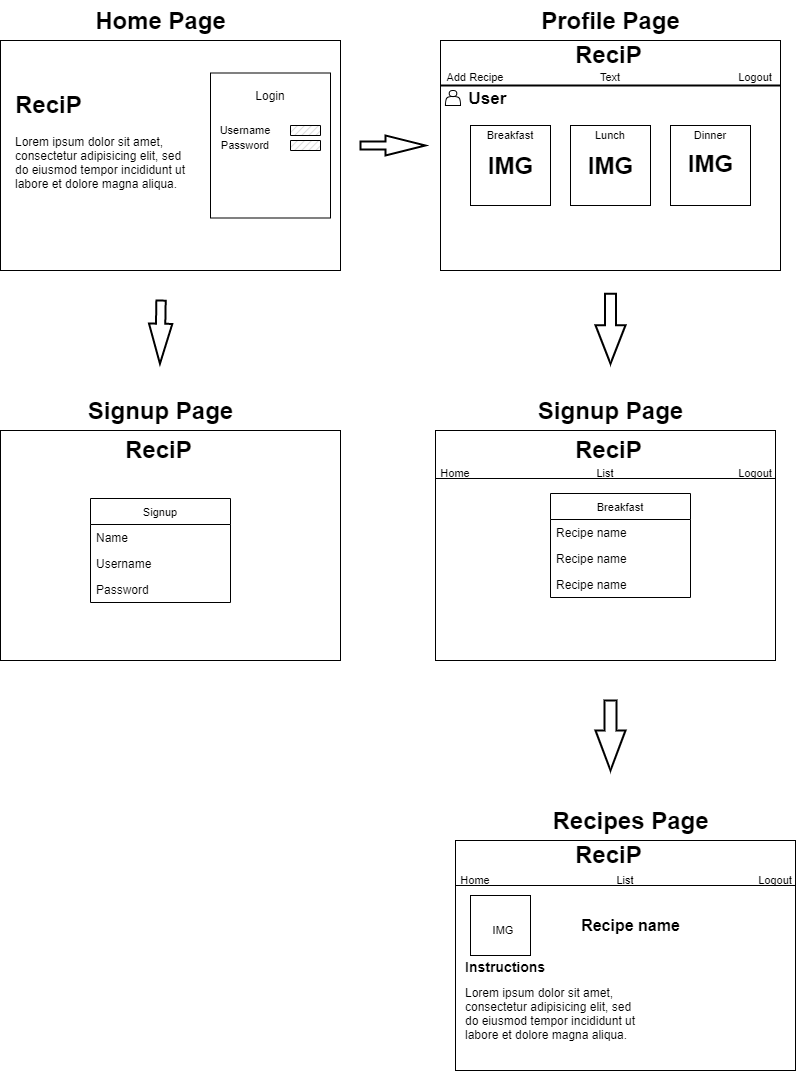 Home Page
ReciP
Lorem ipsum dolor sit amet,
consectetur adipisicing elit, sed
do eiusmod tempor incididunt ut
labore et dolore magna aliqua.
Login
Username
Password
Profile Page
ReciP
Add Recipe Text Logout
User
Breakfast Lunch Dinner
IMG IMG IMG
Signup Page
ReciP
Signup
Name
Username
Password
Signup Page
ReciP
Home List Logout
Breakfast
Recipe name
Recipe name
Recipe name
Recipes Page
ReciP
Home List Logout
IMG
Recipe name
Instructions
Lorem ipsum dolor sit amet,
consectetur adipisicing elit, sed
do eiusmod tempor incididunt ut
labore et dolore magna aliqua.